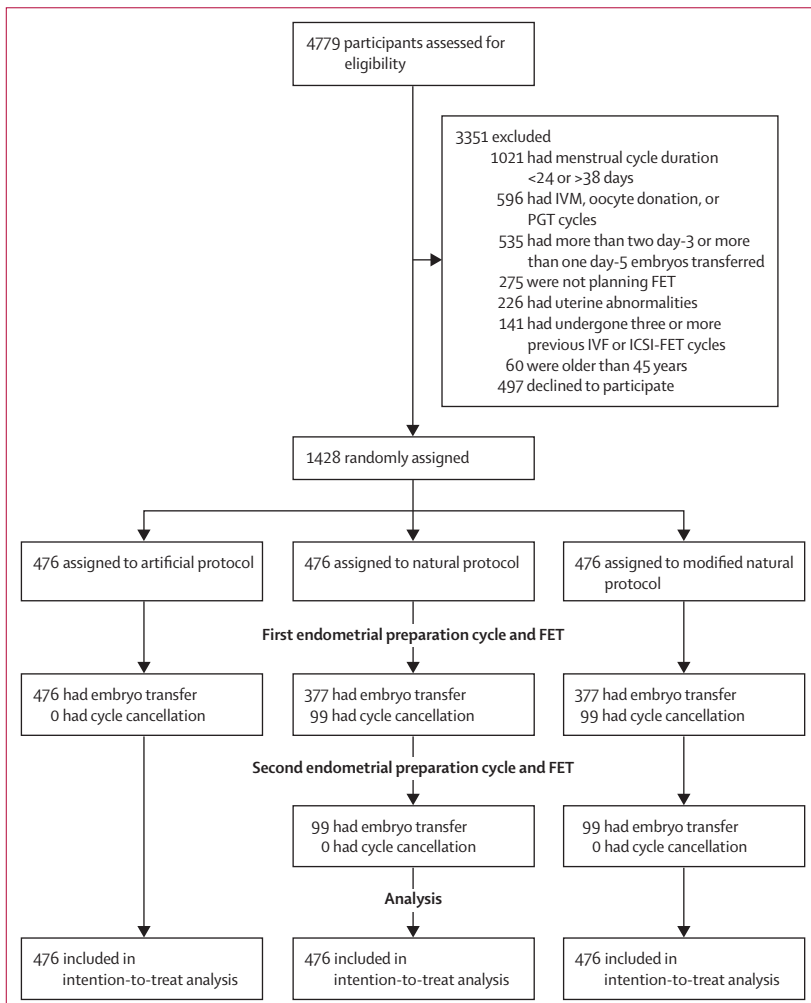 4779 participants assessed for
eligibility
3351 excluded
1021 had menstrual cycle duration
<24 or >38 days
596 had IVM, oocyte donation, or
PGT cycles
535 had more than two day-3 or more
than one day-5 embryos transferred
275 were not planning FET
226 had uterine abnormalities
141 had undergone three or more
previous IVF or ICSI-FET cycles
60 were older than 45 years
497 declined to participate
1428 randomly assigned
476 assigned to artificial protocol
476 assigned to natural protocol
476 assigned to modified natural
protocol
First endometrial preparation cycle and FET
476 had embryo transfer
0 had cycle cancellation
377 had embryo transfer
99 had cycle cancellation
377 had embryo transfer
99 had cycle cancellation
Second endometrial preparation cycle and FET
99 had embryo transfer
0 had cycle cancellation
99 had embryo transfer
0 had cycle cancellation
Analysis
476 included in
intention-to-treat analysis
476 included in
intention-to-treat analysis
476 included in
intention-to-treat analysis